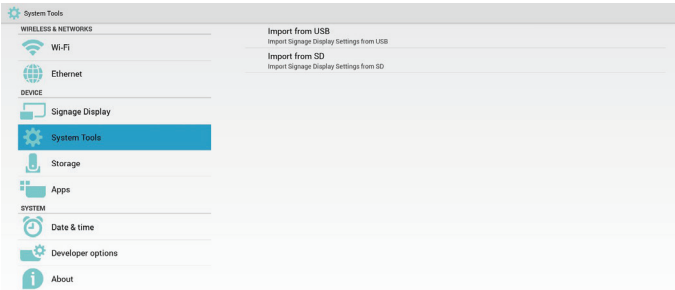 System Tools
WIRELESS & NETWORKS
Wi-Fi
Ethernet
DEVICE
Signage Display
System Tools
Storage
Apps
SYSTEM
Date & time
Developer options
About
Import from USB
Import Signage Display Settings from USB
Import from SD
Import Signage Display Settings from SD